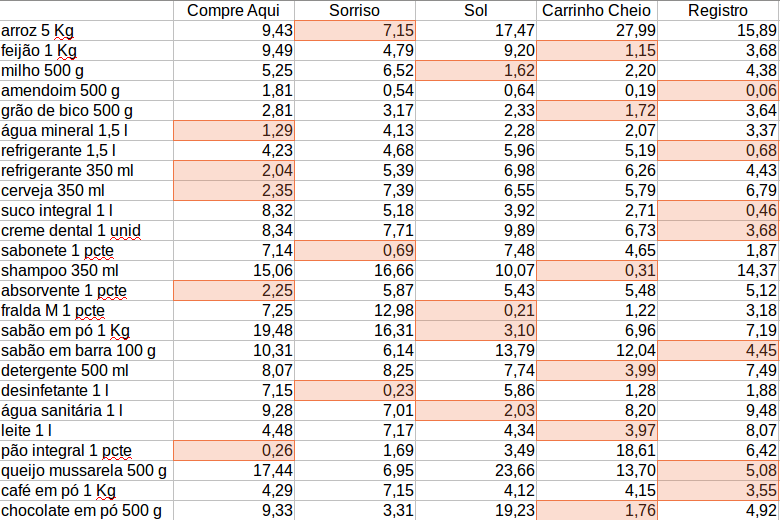 Compre Aqui Sorriso Sol Carrinho Cheio Registro
arroz 5 Kg 9,43 7,15 17,47 27,99 15,89
feijão 1 Kg 9,49 4,79 9,20 1,15 3,68
milho 500 g 5,25 6,52 1,62 2,20 4,38
amendoim 500 g 1,81 0,54 0,64 0,19 0,06
grão de bico 500 g 2,81 3,17 2,33 1,72 3,64
água mineral 1,5 l 1,29 4,13 2,28 2,07 3,37
refrigerante 1,5 l 4,23 4,68 5,96 5,19 0,68
refrigerante 350 ml 2,04 5,39 6,98 6,26 4,43
cerveja 350 ml 2,35 7,39 6,55 5,79 6,79
suco integral 1 l 8,32 5,18 3,92 2,71 0,46
creme dental 1 unid 8,34 7,71 9,89 6,73 3,68
sabonete 1 pcte 7,14 0,69 7,48 4,65 1,87
shampoo 350 ml 15,06 16,66 10,07 0,31 14,37
absorvente 1 pcte 2,25 5,87 5,43 5,48 5,12
fralda M 1 pcte 7,25 12,98 0,21 1,22 3,18
sabão em pó 1 Kg 19,48 16,31 3,10 6,96 7,19
sabão em barra 100 g 10,31 6,14 13,79 12,04 4,45
detergente 500 ml 8,07 8,25 7,74 3,99 7,49
desinfetante 1 l 7,15 0,23 5,86 1,28 1,88
água sanitária 1 l 9,28 7,01 2,03 8,20 9,48
leite 1 l 4,48 7,17 4,34 3,97 8,07
pão integral 1 pcte 0,26 1,69 3,49 18,61 6,42
queijo mussarela 500 g 17,44 6,95 23,66 13,70 5,08
café em pó 1 Kg 4,29 7,15 4,12 4,15 3,55
chocolate em pó 500 g 9,33 3,31 19,23 1,76 4,92